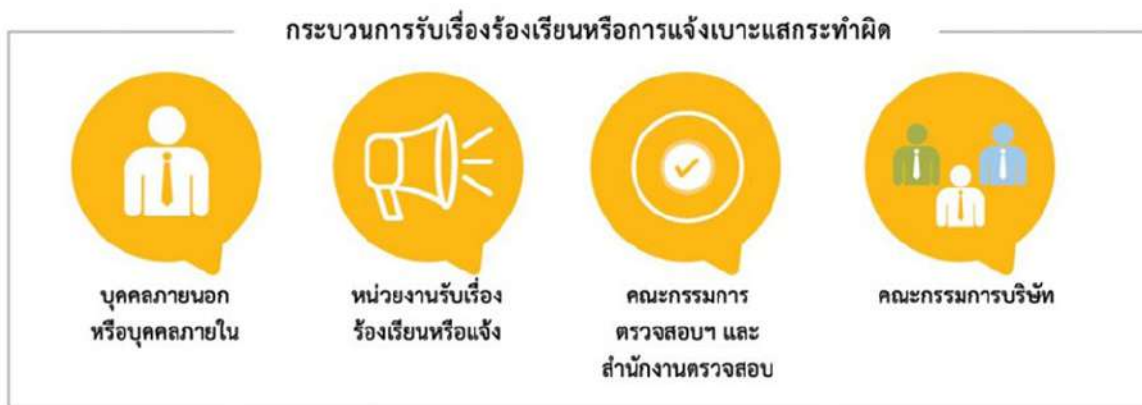 กระบวนการรับเรื่องร้องเรียนหรือการแจ้งเบาะแสกระทำผิด
บุคคลภายนอก
หรือบุคคลภายใน
หน่วยงานรับเรื่อง
ร้องเรียนหรือแจ้ง
คณะกรรมการ
ตรวจสอบฯ และ
สำนักงานตรวจสอบ
คณะกรรมการบริษัท